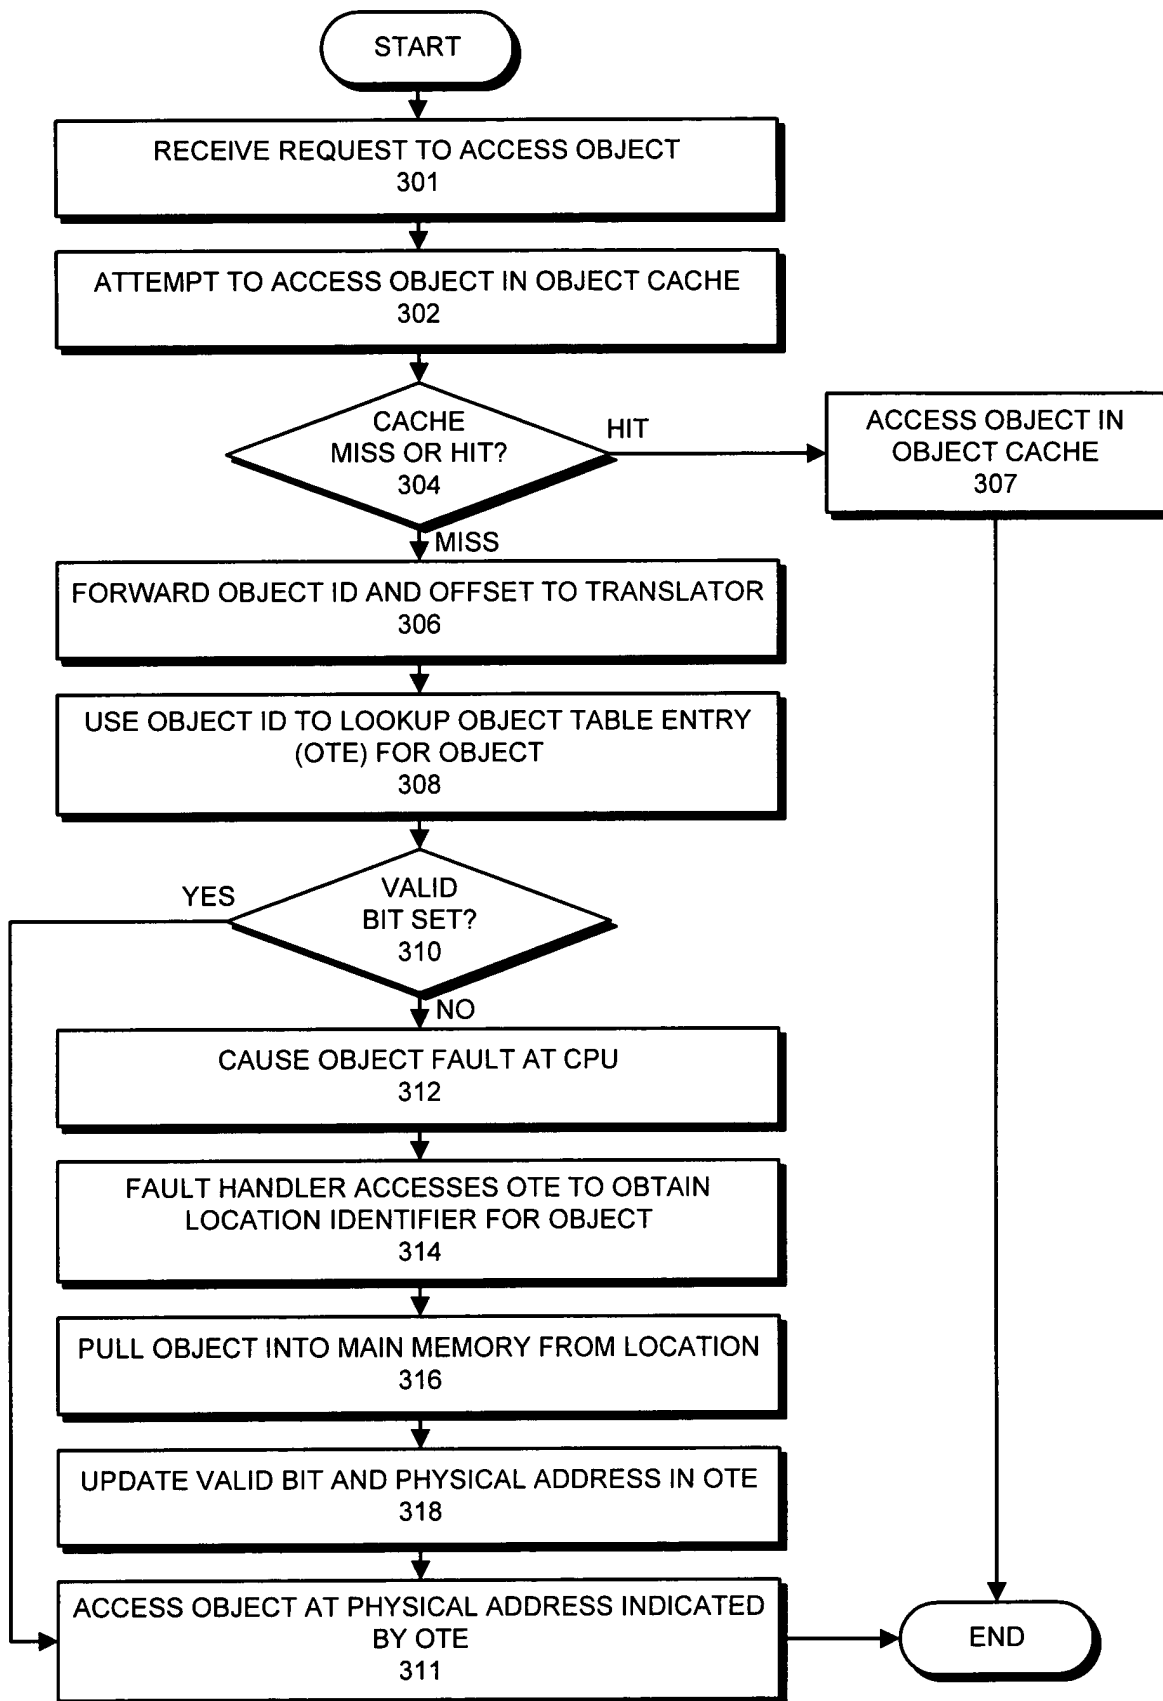 START
RECEIVE REQUEST TO ACCESS OBJECT
301
ATTEMPT TO ACCESS OBJECT IN OBJECT CACHE
302
CACHE
MISS OR HIT?
304
HIT
ACCESS OBJECT IN
OBJECT CACHE
307
MISS
FORWARD OBJECT ID AND OFFSET TO TRANSLATOR
306
USE OBJECT ID TO LOOKUP OBJECT TABLE ENTRY
(OTE) FOR OBJECT
308
YES
VALID
BIT SET?
310
NO
CAUSE OBJECT FAULT AT CPU
312
FAULT HANDLER ACCESSES OTE TO OBTAIN
LOCATION IDENTIFIER FOR OBJECT
314
PULL OBJECT INTO MAIN MEMORY FROM LOCATION
316
UPDATE VALID BIT AND PHYSICAL ADDRESS IN OTE
318
ACCESS OBJECT AT PHYSICAL ADDRESS INDICATED
BY OTE
311
END